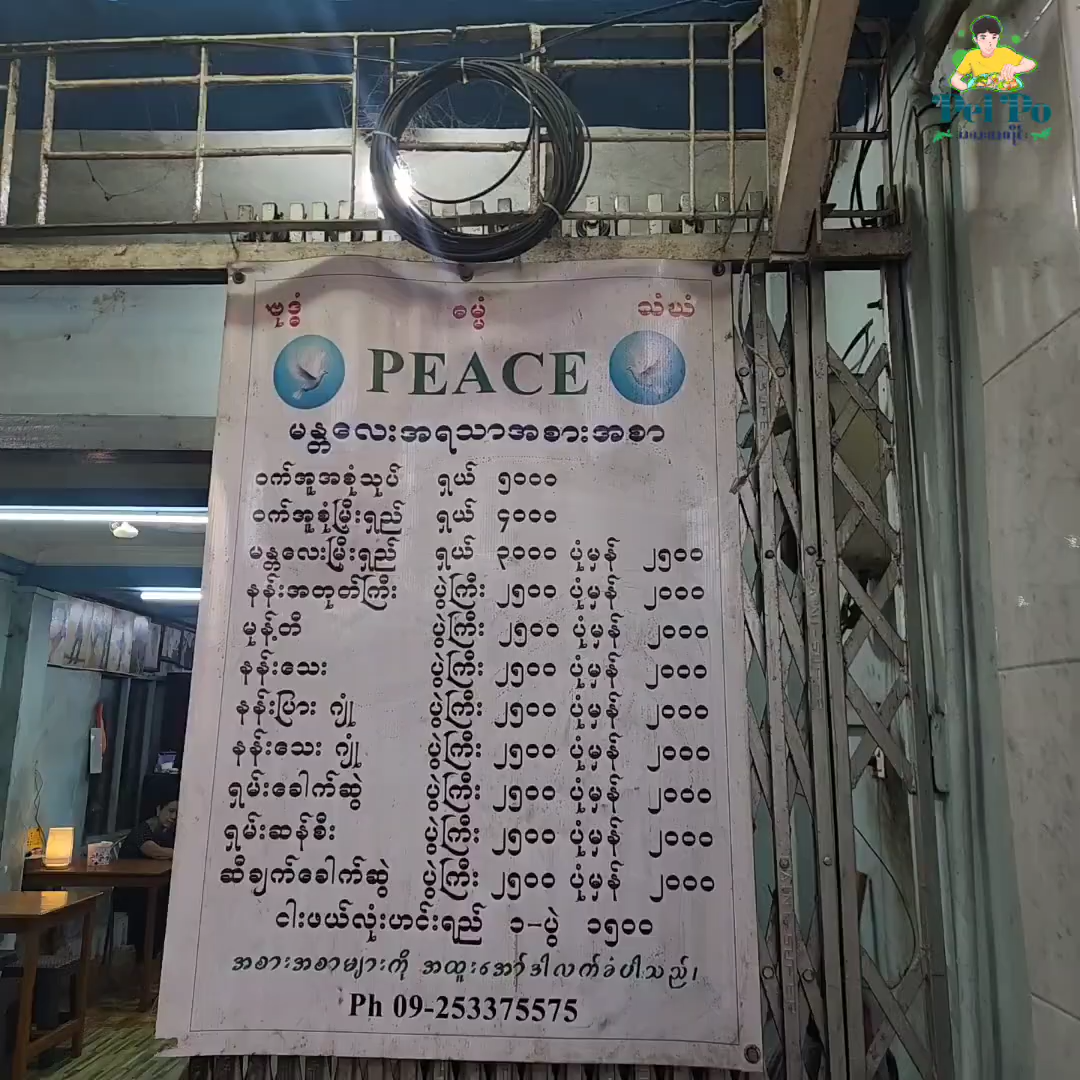 Pei Po
ဗုဒ္ဓံ ဓမ္မံ သံဃံ
PEACE
မန္တလေးအရသာအစားအစာ
ဝက်အူအစုံသုပ် ရှယ် ၅၀၀၀
ဝက်အူစုံမြီးရှည် ရှယ် ၄၀၀၀
မန္တလေးမြီးရှည် ရှယ် ၃၀၀၀ ပုံမှန် ၂၅၀၀
နန်းအတုတ်ကြီး ပွဲကြီး ၂၅၀၀ ပုံမှန် ၂၀၀၀
မုန့်တီ ပွဲကြီး ၂၅၀၀ ပုံမှန် ၂၀၀၀
နန်းသေး ပွဲကြီး ၂၅၀၀ ပုံမှန် ၂၀၀၀
နန်းပြား ဂျုံ ပွဲကြီး ၂၅၀၀ ပုံမှန် ၂၀၀၀
နန်းသေး ဂျုံ ပွဲကြီး ၂၅၀၀ ပုံမှန် ၂၀၀၀
ရှမ်းခေါက်ဆွဲ ပွဲကြီး ၂၅၀၀ ပုံမှန် ၂၀၀၀
ရှမ်းဆန်စီး ပွဲကြီး ၂၅၀၀ ပုံမှန် ၂၀၀၀
ဆီချက်ခေါက်ဆွဲ ပွဲကြီး ၂၅၀၀ ပုံမှန် ၂၀၀၀
ငါးဖယ်လုံးဟင်းရည် ၁-ပွဲ ၁၅၀၀
အစားအစာများကို အထူးအော်ဒါလက်ခံပါသည်၊
Ph 09-253375575